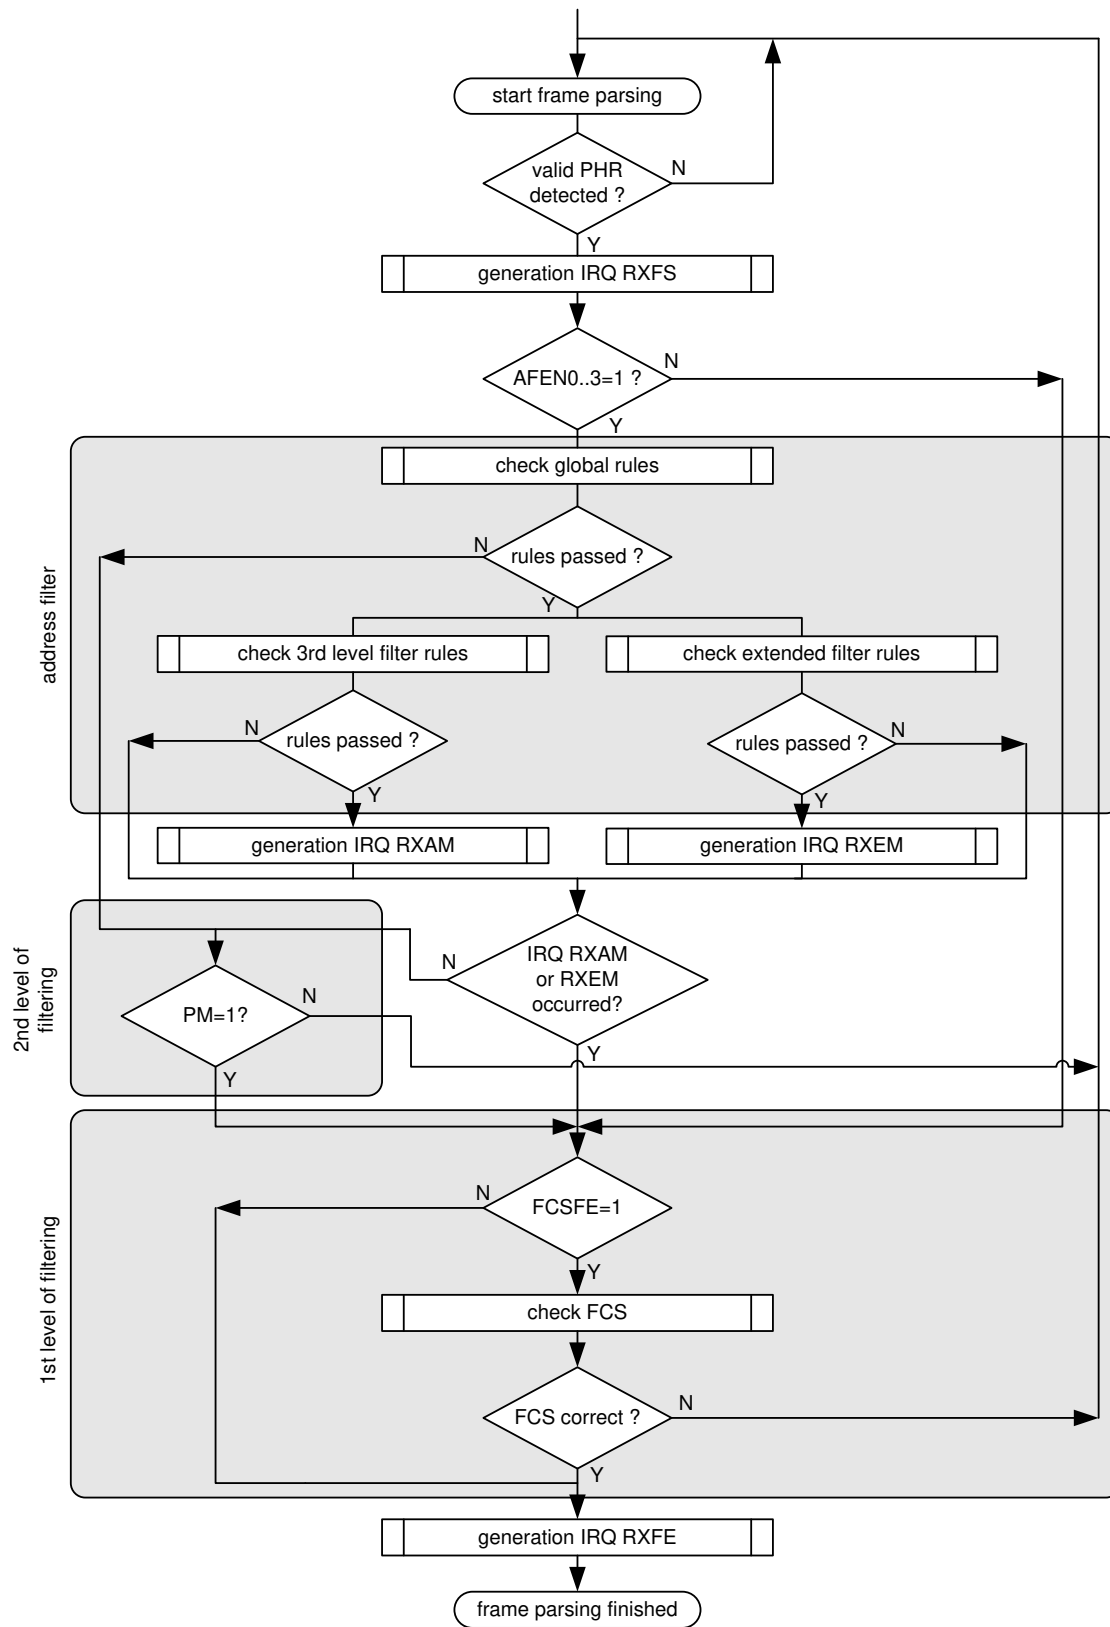 start frame parsing
valid PHR
detected ?
N
Y
generation IRQ RXFS
AFEN0..3=1 ?
N
Y
address filter
check global rules
rules passed ?
N
Y
check 3rd level filter rules
check extended filter rules
rules passed ?
N
Y
rules passed ?
N
Y
generation IRQ RXAM
generation IRQ RXEM
IRQ RXAM
or RXEM
occurred?
N
Y
2nd level of
filtering
PM=1?
N
Y
1st level of filtering
FCSFE=1
N
Y
check FCS
FCS correct ?
N
Y
generation IRQ RXFE
frame parsing finished